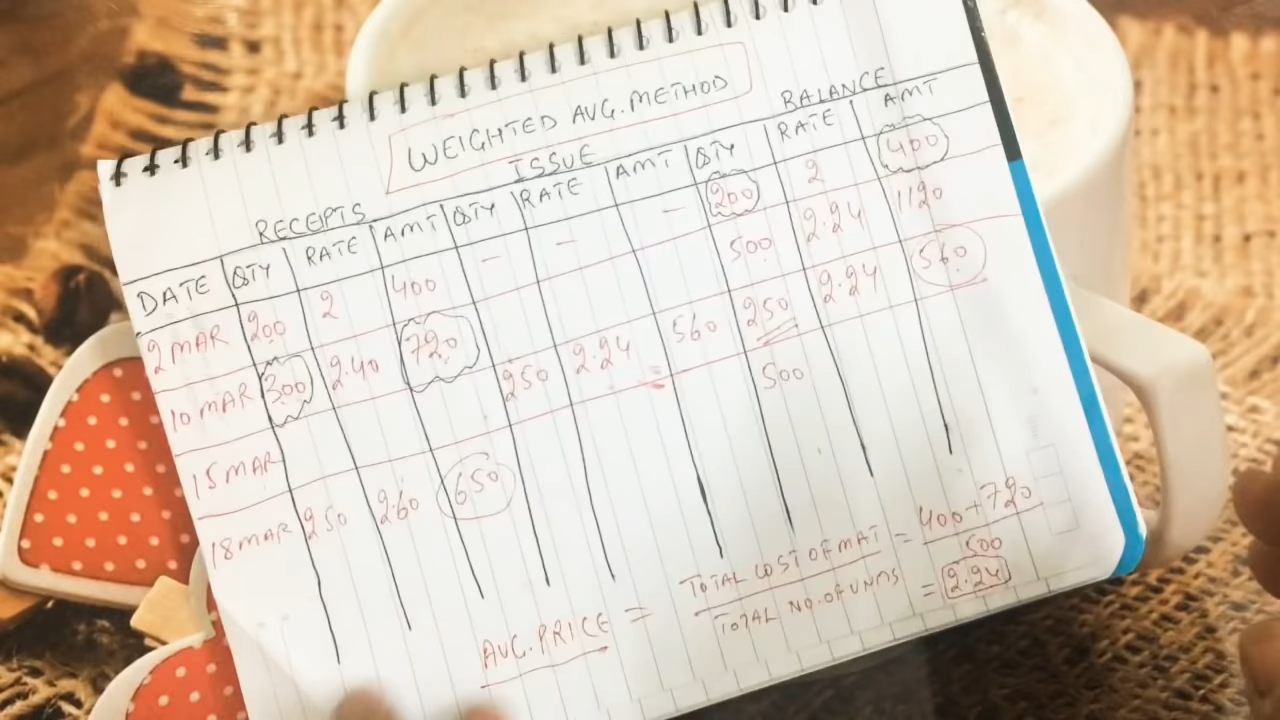 WEIGHTED AVG. METHOD
RECEPTS ISSUE BALANCE
DATE QTY RATE AMT QTY RATE AMT QTY RATE AMT
2 MAR 200 2 400 - - - 200 2 400
10 MAR 300 2.40 720 500 2.24 1120
15 MAR 250 2.24 560 250 2.24 560
18 MAR 250 2.60 650 500
AVG. PRICE = TOTAL COST OF MAT = 400+720
TOTAL NO. OF UNITS 500
= 2.24